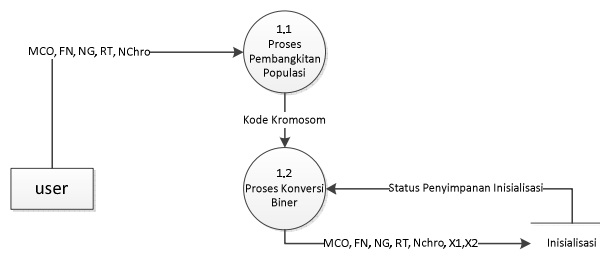 1.1
Proses
Pembangkitan
Populasi
MCO, FN, NG, RT, NChro
Kode Kromosom
1.2
Proses Konversi
Biner
user
Status Penyimpanan Inisialisasi
MCO, FN, NG, RT, Nchro, X1,X2
Inisialisasi